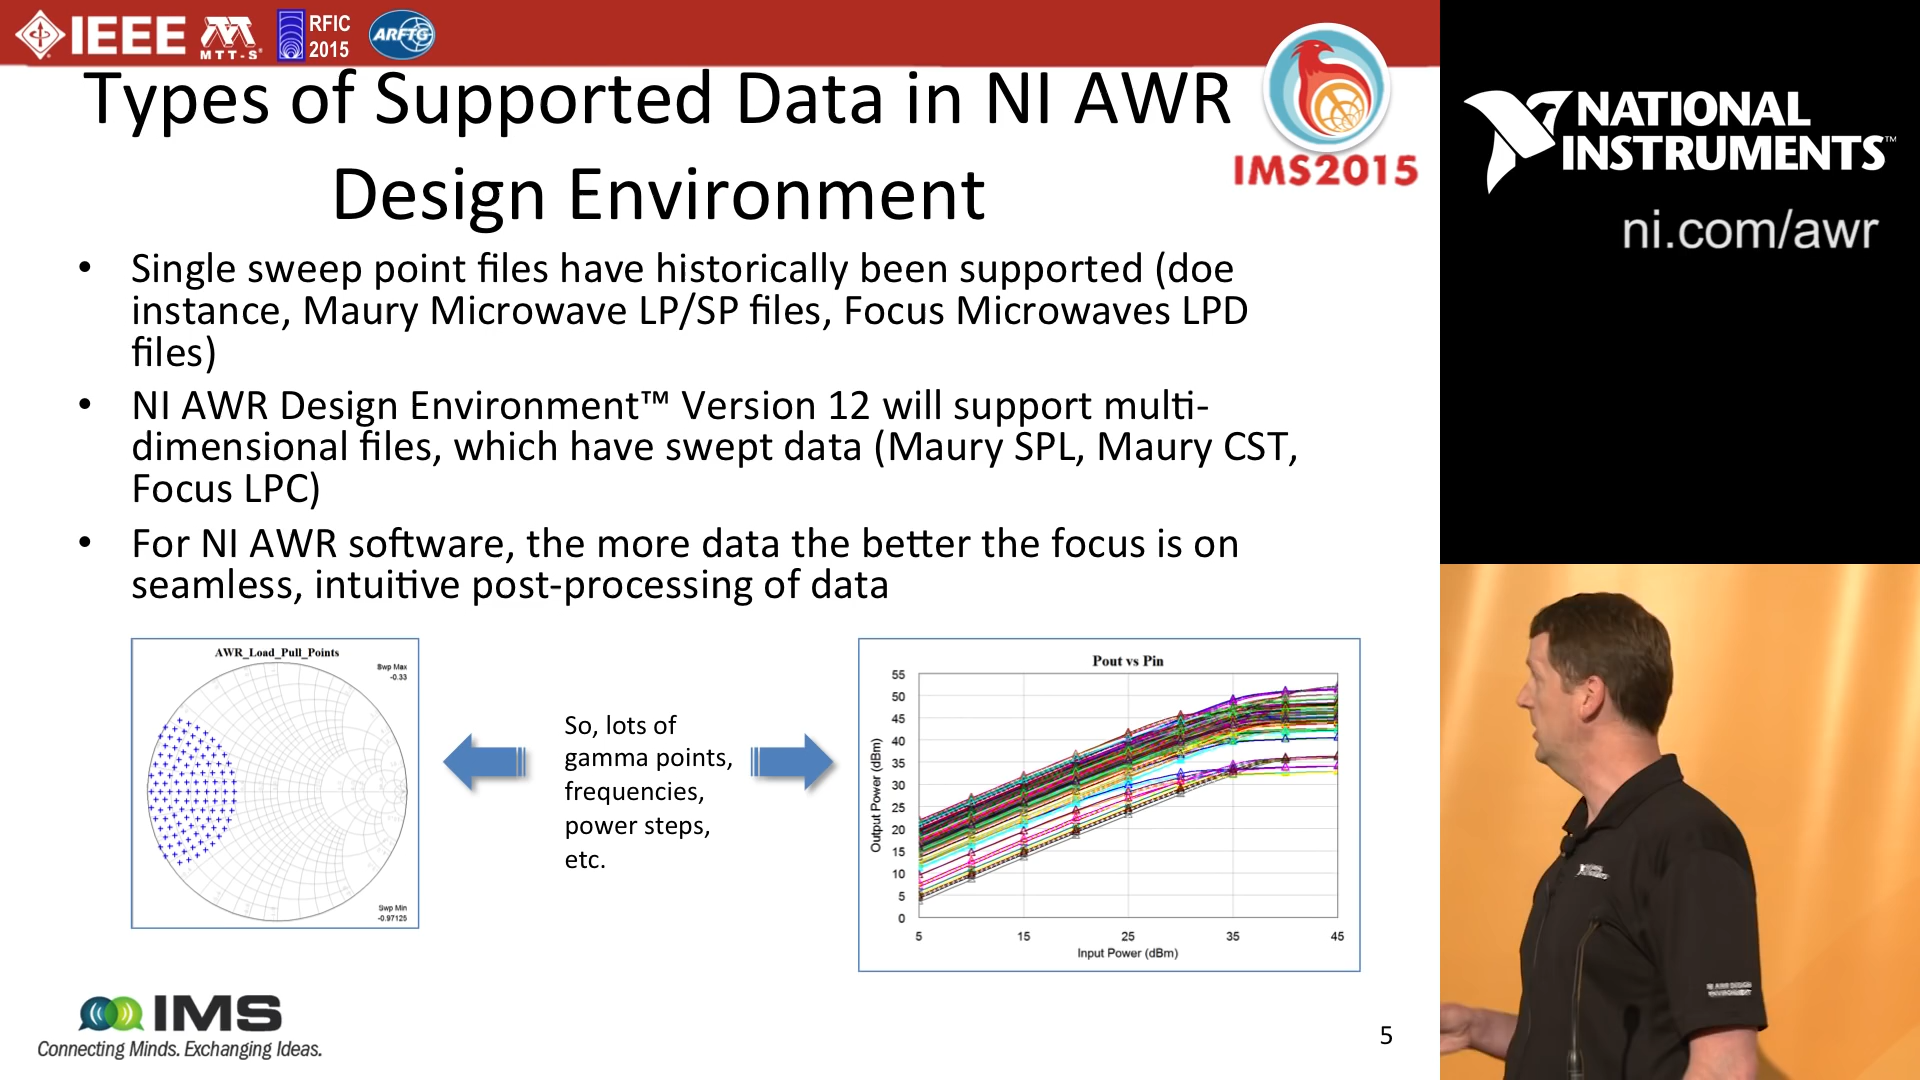 IEEE
MTT-S
RFIC
2015
ARFTG
Types of Supported Data in NI AWR
Design Environment
IMS2015
• Single sweep point files have historically been supported (doe
instance, Maury Microwave LP/SP files, Focus Microwaves LPD
files)
• NI AWR Design Environment™ Version 12 will support multi-
dimensional files, which have swept data (Maury SPL, Maury CST,
Focus LPC)
• For NI AWR software, the more data the better the focus is on
seamless, intuitive post-processing of data
AWR_Load_Pull_Points
Swp Max
-0.33
Swp Min
-0.97125
So, lots of
gamma points,
frequencies,
power steps,
etc.
Pout vs Pin
Output Power (dBm)
55
50
45
40
35
30
25
20
15
10
5
0
5 15 25 35 45
Input Power (dBm)
IMS
Connecting Minds. Exchanging Ideas.
5
NATIONAL
INSTRUMENTS™
ni.com/awr
NI AWR DESIGN
ENVIRONMENT